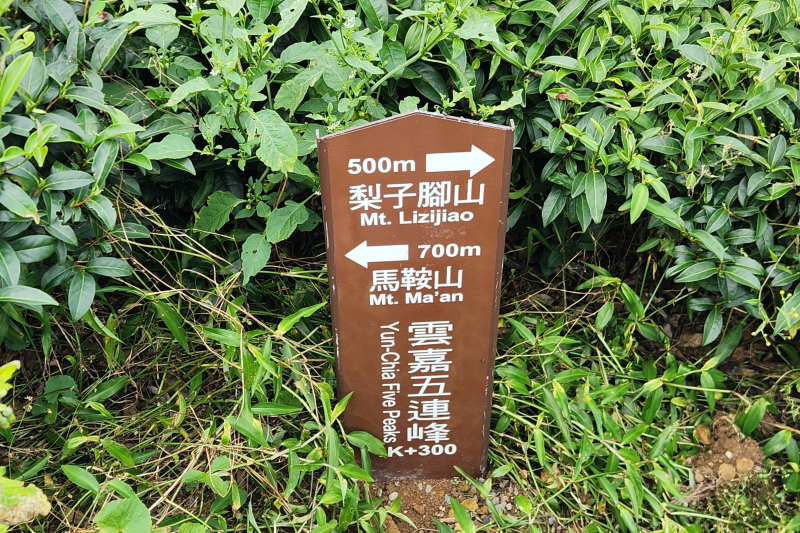 500m
梨子腳山
Mt. Lizijiao
700m
馬鞍山
Mt. Ma'an
雲嘉五連峰
Yun-Chia Five Peaks
K+300